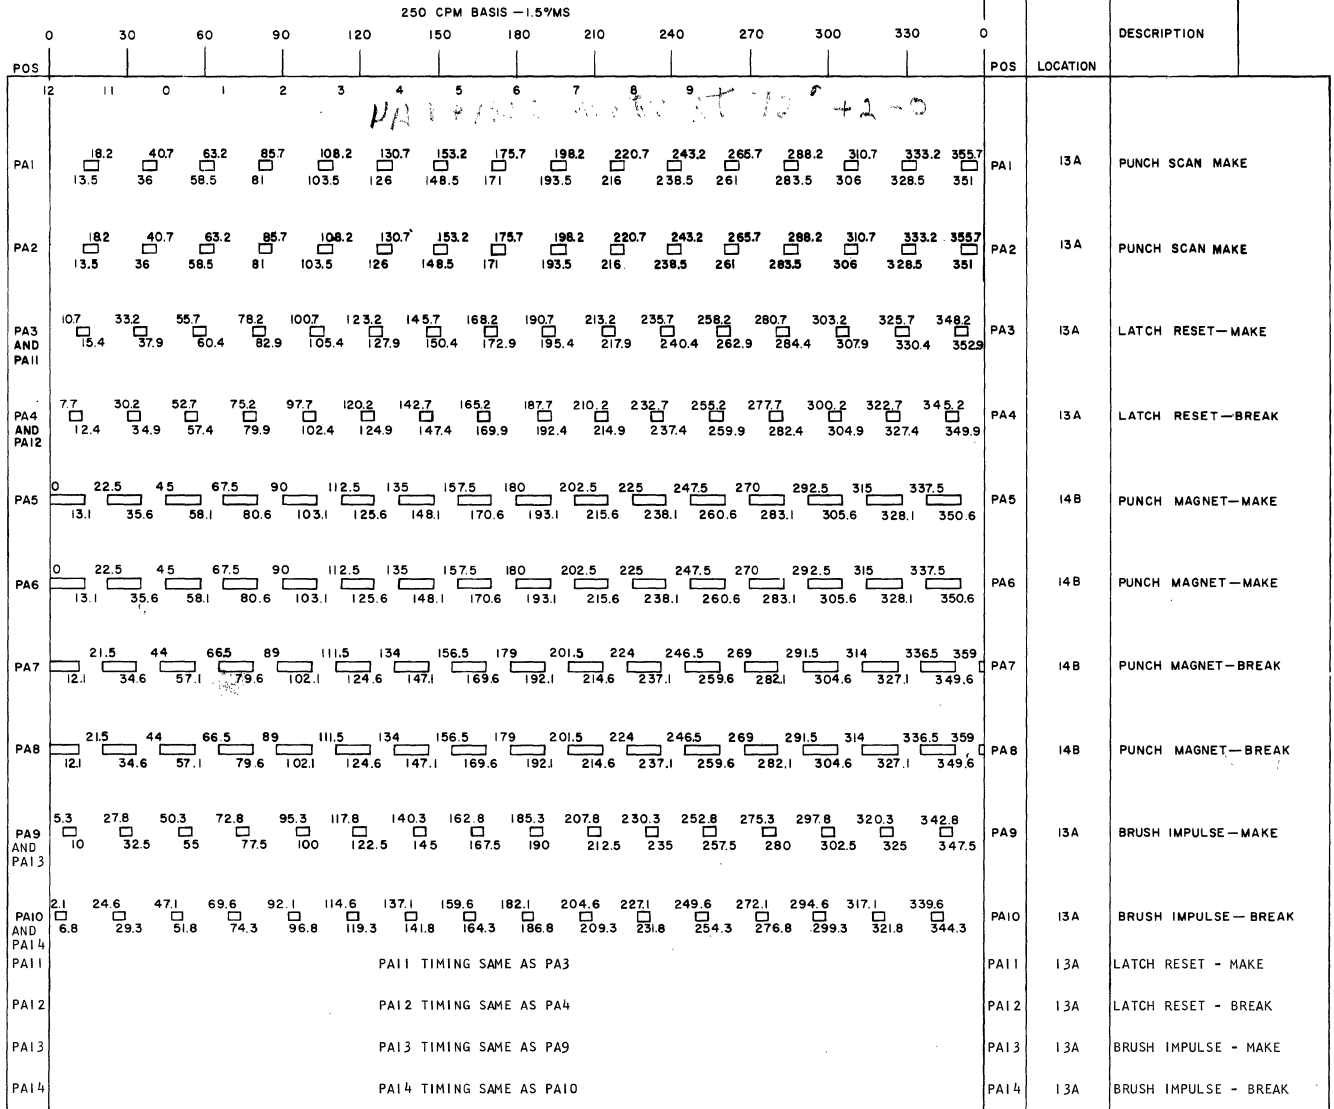 250 CPM BASIS — 1.5°/MS
0 30 60 90 120 150 180 210 240 270 300 330 0 DESCRIPTION
POS POS LOCATION
12 11 0 1 2 3 4 5 6 7 8 9
+2 -0
18.2 40.7 63.2 85.7 108.2 130.7 153.2 175.7 198.2 220.7 243.2 265.7 288.2 310.7 333.2 355.7
PA1 PA1 13A PUNCH SCAN MAKE
13.5 36 58.5 81 103.5 126 148.5 171 193.5 216 238.5 261 283.5 306 328.5 351
18.2 40.7 63.2 85.7 108.2 130.7 153.2 175.7 198.2 220.7 243.2 265.7 288.2 310.7 333.2 355.7
PA2 PA2 13A PUNCH SCAN MAKE
13.5 36 58.5 81 103.5 126 148.5 171 193.5 216 238.5 261 283.5 306 328.5 351
10.7 33.2 55.7 78.2 100.7 123.2 145.7 168.2 190.7 213.2 235.7 258.2 280.7 303.2 325.7 348.2
PA3 PA3 13A LATCH RESET—MAKE
AND 15.4 37.9 60.4 82.9 105.4 127.9 150.4 172.9 195.4 217.9 240.4 262.9 284.4 307.9 330.4 352.9
PA11
7.7 30.2 52.7 75.2 97.7 120.2 142.7 165.2 187.7 210.2 232.7 255.2 277.7 300.2 322.7 345.2
PA4 PA4 13A LATCH RESET—BREAK
AND 12.4 34.9 57.4 79.9 102.4 124.9 147.4 169.9 192.4 214.9 237.4 259.9 282.4 304.9 327.4 349.9
PA12
0 22.5 45 67.5 90 112.5 135 157.5 180 202.5 225 247.5 270 292.5 315 337.5
PA5 PA5 14B PUNCH MAGNET—MAKE
13.1 35.6 58.1 80.6 103.1 125.6 148.1 170.6 193.1 215.6 238.1 260.6 283.1 305.6 328.1 350.6
0 22.5 45 67.5 90 112.5 135 157.5 180 202.5 225 247.5 270 292.5 315 337.5
PA6 PA6 14B PUNCH MAGNET—MAKE
13.1 35.6 58.1 80.6 103.1 125.6 148.1 170.6 193.1 215.6 238.1 260.6 283.1 305.6 328.1 350.6
21.5 44 66.5 89 111.5 134 156.5 179 201.5 224 246.5 269 291.5 314 336.5 359
PA7 PA7 14B PUNCH MAGNET—BREAK
12.1 34.6 57.1 79.6 102.1 124.6 147.1 169.6 192.1 214.6 237.1 259.6 282.1 304.6 327.1 349.6
21.5 44 66.5 89 111.5 134 156.5 179 201.5 224 246.5 269 291.5 314 336.5 359
PA8 PA8 14B PUNCH MAGNET—BREAK
12.1 34.6 57.1 79.6 102.1 124.6 147.1 169.6 192.1 214.6 237.1 259.6 282.1 304.6 327.1 349.6
5.3 27.8 50.3 72.8 95.3 117.8 140.3 162.8 185.3 207.8 230.3 252.8 275.3 297.8 320.3 342.8
PA9 PA9 13A BRUSH IMPULSE—MAKE
AND 10 32.5 55 77.5 100 122.5 145 167.5 190 212.5 235 257.5 280 302.5 325 347.5
PA13
2.1 24.6 47.1 69.6 92.1 114.6 137.1 159.6 182.1 204.6 227.1 249.6 272.1 294.6 317.1 339.6
PA10 PA10 13A BRUSH IMPULSE—BREAK
AND 6.8 29.3 51.8 74.3 96.8 119.3 141.8 164.3 186.8 209.3 231.8 254.3 276.8 299.3 321.8 344.3
PA14
PA11 PA11 TIMING SAME AS PA3 PA11 13A LATCH RESET - MAKE
PA12 PA12 TIMING SAME AS PA4 PA12 13A LATCH RESET - BREAK
PA13 PA13 TIMING SAME AS PA9 PA13 13A BRUSH IMPULSE - MAKE
PA14 PA14 TIMING SAME AS PA10 PA14 13A BRUSH IMPULSE - BREAK